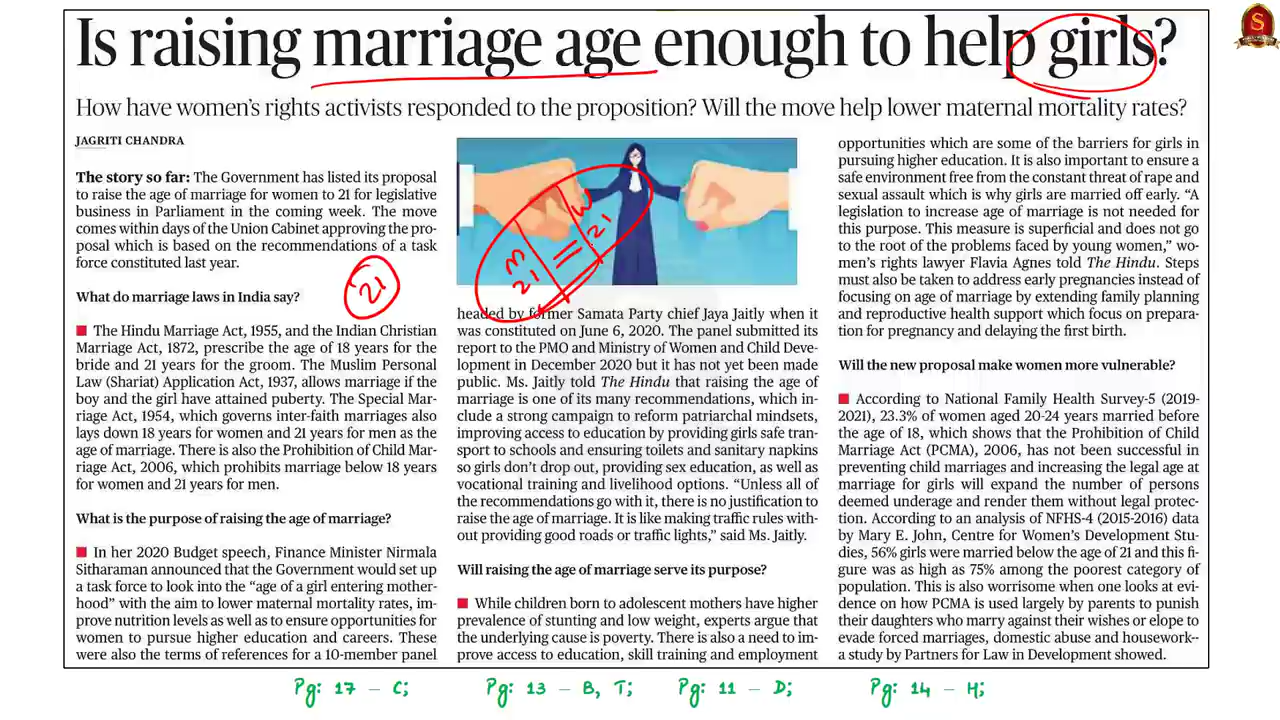 Is raising marriage age enough to help girls?
How have women's rights activists responded to the proposition? Will the move help lower maternal mortality rates?
JAGRITI CHANDRA
The story so far: The Government has listed its proposal
to raise the age of marriage for women to 21 for legislative
business in Parliament in the coming week. The move
comes within days of the Union Cabinet approving the pro-
posal which is based on the recommendations of a task
force constituted last year.
21
What do marriage laws in India say?
■ The Hindu Marriage Act, 1955, and the Indian Christian
Marriage Act, 1872, prescribe the age of 18 years for the
bride and 21 years for the groom. The Muslim Personal
Law (Shariat) Application Act, 1937, allows marriage if the
boy and the girl have attained puberty. The Special Mar-
riage Act, 1954, which governs inter-faith marriages also
lays down 18 years for women and 21 years for men as the
age of marriage. There is also the Prohibition of Child Mar-
riage Act, 2006, which prohibits marriage below 18 years
for women and 21 years for men.
What is the purpose of raising the age of marriage?
■ In her 2020 Budget speech, Finance Minister Nirmala
Sitharaman announced that the Government would set up
a task force to look into the "age of a girl entering mother-
hood" with the aim to lower maternal mortality rates, im-
prove nutrition levels as well as to ensure opportunities for
women to pursue higher education and careers. These
were also the terms of references for a 10-member panel
M W
21 = 21
headed by former Samata Party chief Jaya Jaitly when it
was constituted on June 6, 2020. The panel submitted its
report to the PMO and Ministry of Women and Child Deve-
lopment in December 2020 but it has not yet been made
public. Ms. Jaitly told The Hindu that raising the age of
marriage is one of its many recommendations, which in-
clude a strong campaign to reform patriarchal mindsets,
improving access to education by providing girls safe tran-
sport to schools and ensuring toilets and sanitary napkins
so girls don't drop out, providing sex education, as well as
vocational training and livelihood options. "Unless all of
the recommendations go with it, there is no justification to
raise the age of marriage. It is like making traffic rules with-
out providing good roads or traffic lights," said Ms. Jaitly.
Will raising the age of marriage serve its purpose?
■ While children born to adolescent mothers have higher
prevalence of stunting and low weight, experts argue that
the underlying cause is poverty. There is also a need to im-
prove access to education, skill training and employment
opportunities which are some of the barriers for girls in
pursuing higher education. It is also important to ensure a
safe environment free from the constant threat of rape and
sexual assault which is why girls are married off early. "A
legislation to increase age of marriage is not needed for
this purpose. This measure is superficial and does not go
to the root of the problems faced by young women," wo-
men's rights lawyer Flavia Agnes told The Hindu. Steps
must also be taken to address early pregnancies instead of
focusing on age of marriage by extending family planning
and reproductive health support which focus on prepara-
tion for pregnancy and delaying the first birth.
Will the new proposal make women more vulnerable?
■ According to National Family Health Survey-5 (2019-
2021), 23.3% of women aged 20-24 years married before
the age of 18, which shows that the Prohibition of Child
Marriage Act (PCMA), 2006, has not been successful in
preventing child marriages and increasing the legal age at
marriage for girls will expand the number of persons
deemed underage and render them without legal protec-
tion. According to an analysis of NFHS-4 (2015-2016) data
by Mary E. John, Centre for Women's Development Stu-
dies, 56% girls were married below the age of 21 and this fi-
gure was as high as 75% among the poorest category of
population. This is also worrisome when one looks at evi-
dence on how PCMA is used largely by parents to punish
their daughters who marry against their wishes or elope to
evade forced marriages, domestic abuse and housework--
a study by Partners for Law in Development showed.
Pg: 17 - C; Pg: 13 - B, T; Pg: 11 - D; Pg: 14 - H;
S